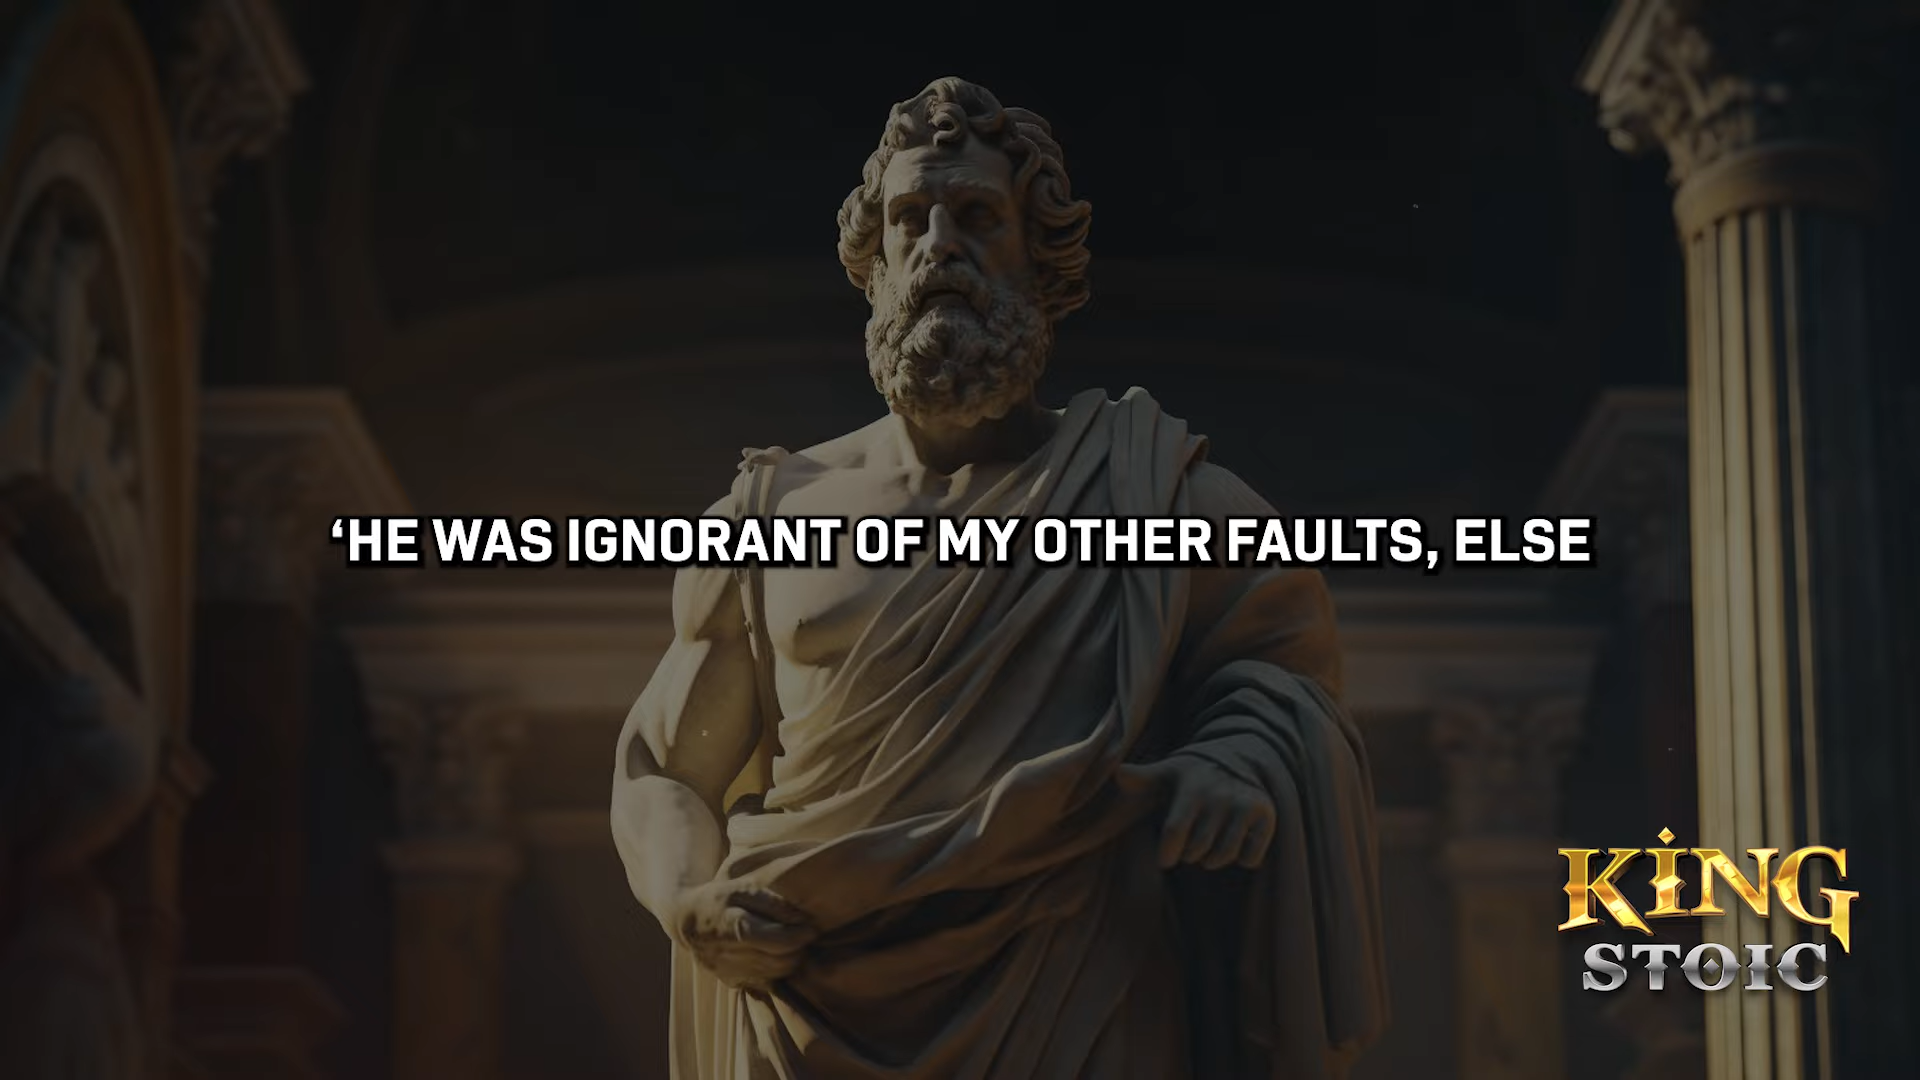 ‘HE WAS IGNORANT OF MY OTHER FAULTS, ELSE
KING
STOIC